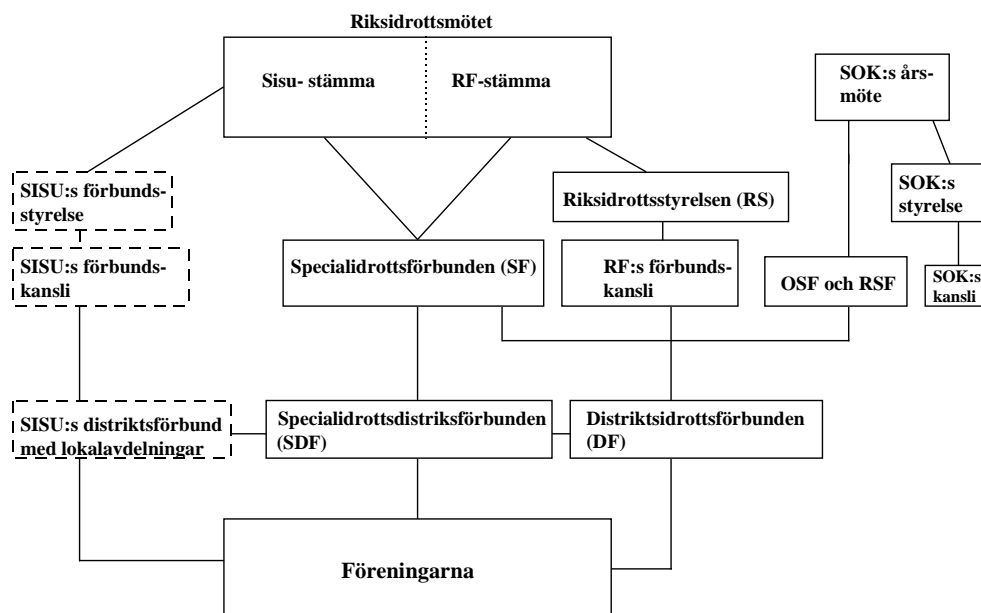 Riksidrottsmötet
Sisu- stämma
RF-stämma
SOK:s års-
möte
SISU:s förbunds-
styrelse
Riksidrottsstyrelsen (RS)
SOK:s
styrelse
SISU:s förbunds-
kansli
Specialidrottsförbunden (SF)
RF:s förbunds-
kansli
OSF och RSF
SOK:s
kansli
SISU:s distriktsförbund
med lokalavdelningar
Specialidrottsdistriksförbunden
(SDF)
Distriktsidrottsförbunden
(DF)
Föreningarna